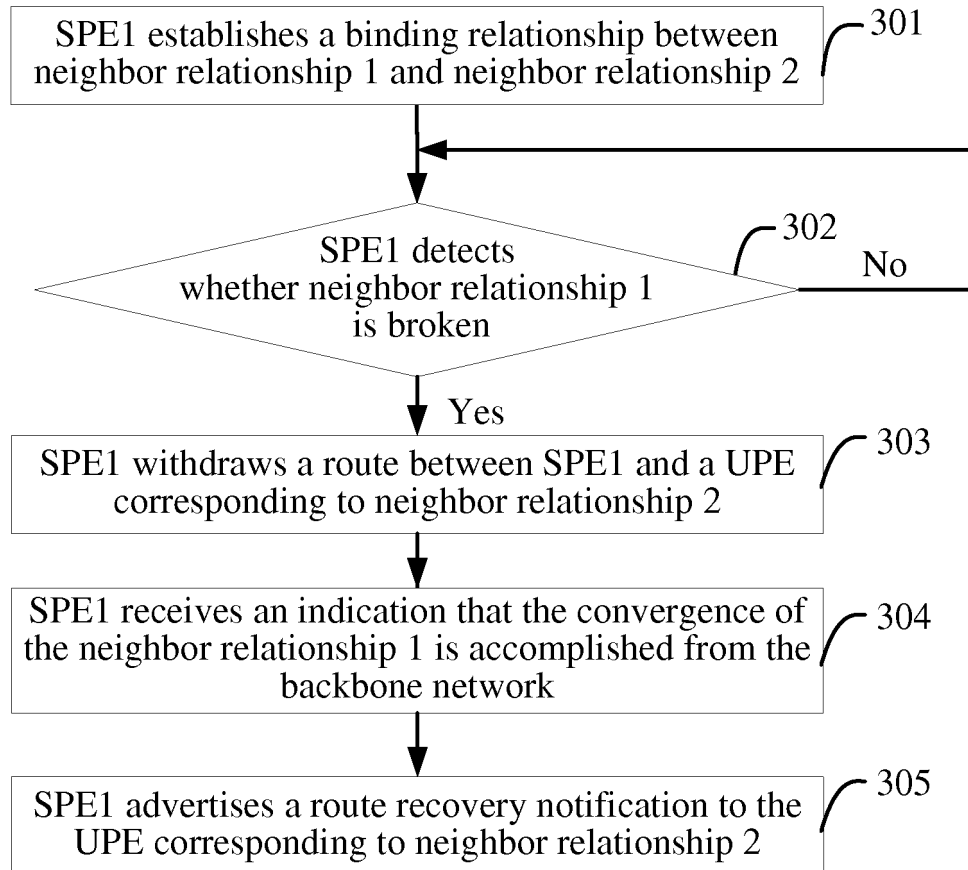 SPE1 establishes a binding relationship between
neighbor relationship 1 and neighbor relationship 2
301
SPE1 detects
whether neighbor relationship 1
is broken
302
No
Yes
SPE1 withdraws a route between SPE1 and a UPE
corresponding to neighbor relationship 2
303
SPE1 receives an indication that the convergence of
the neighbor relationship 1 is accomplished from the
backbone network
304
SPE1 advertises a route recovery notification to the
UPE corresponding to neighbor relationship 2
305